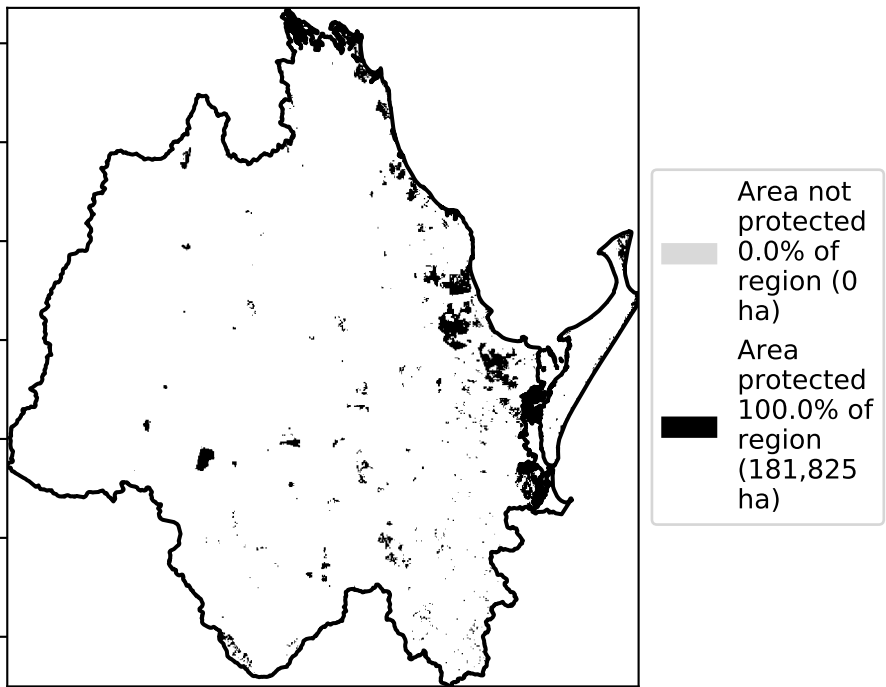 Area not
protected
0.0% of
region (0
ha)
Area
protected
100.0% of
region
(181,825
ha)